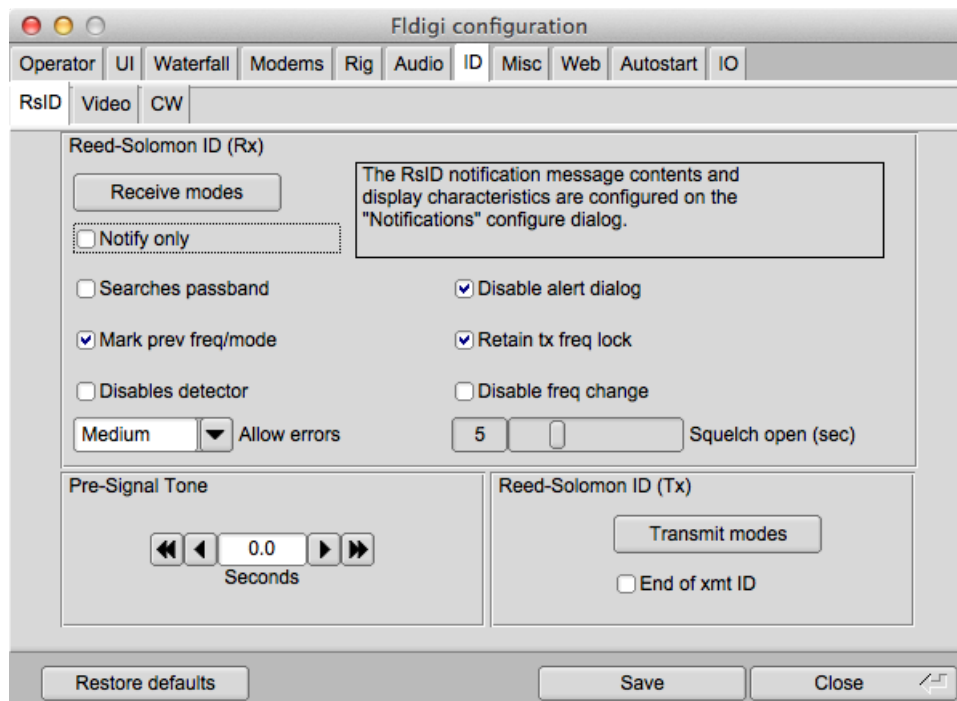 Fldigi configuration
Operator UI Waterfall Modems Rig Audio ID Misc Web Autostart IO
RsID Video CW
Reed-Solomon ID (Rx)
Receive modes
The RsID notification message contents and
display characteristics are configured on the
"Notifications" configure dialog.
Notify only
Searches passband
Disable alert dialog
Mark prev freq/mode
Retain tx freq lock
Disables detector
Disable freq change
Medium Allow errors
5 Squelch open (sec)
Pre-Signal Tone
0.0
Seconds
Reed-Solomon ID (Tx)
Transmit modes
End of xmt ID
Restore defaults
Save
Close